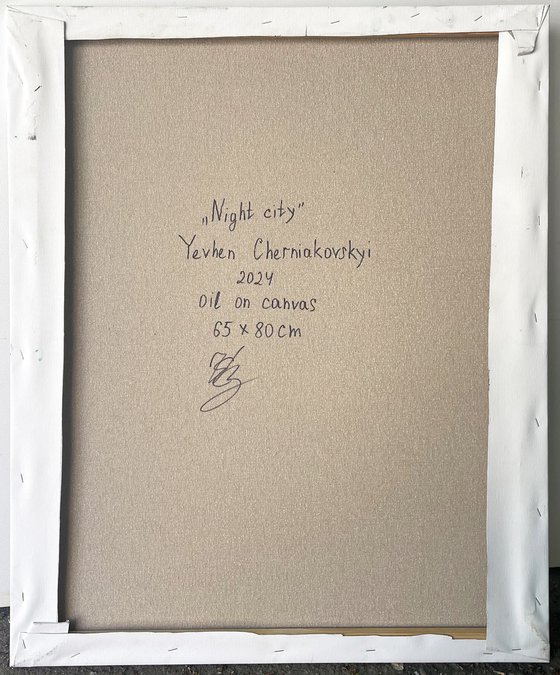 „Night city”
Yevhen Cherniakovskyi
2024
oil on canvas
65 x 80 cm